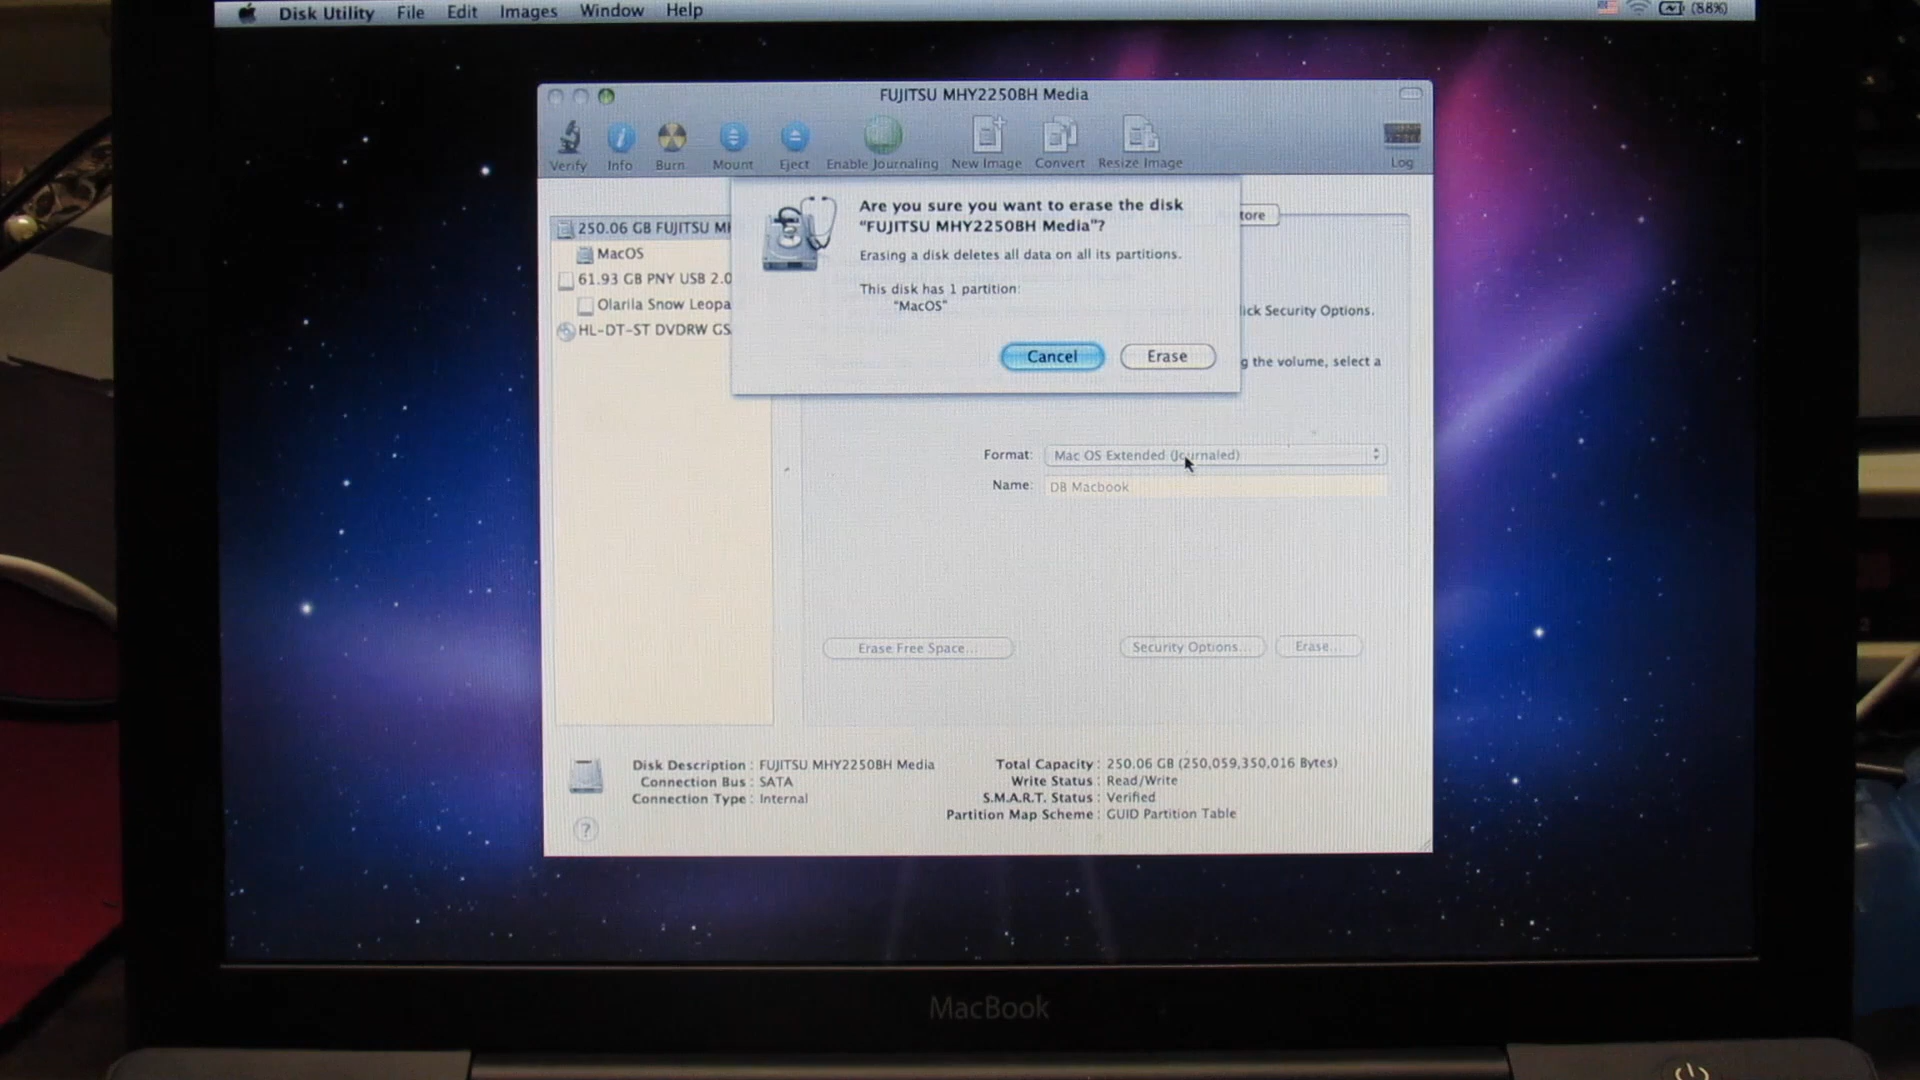 Disk Utility File Edit Images Window Help (88%)
FUJITSU MHY2250BH Media
Verify Info Burn Mount Eject Enable Journaling New Image Convert Resize Image Log
Are you sure you want to erase the disk
"FUJITSU MHY2250BH Media"?
Erasing a disk deletes all data on all its partitions.
This disk has 1 partition:
"MacOS"
Cancel Erase
250.06 GB FUJITSU
MacOS
61.93 GB PNY USB 2.0
Olarila Snow Leopa
HL-DT-ST DVDRW GS
tore
lick Security Options.
g the volume, select a
Format: Mac OS Extended (Journaled)
Name: DB Macbook
Erase Free Space... Security Options... Erase...
Disk Description : FUJITSU MHY2250BH Media
Connection Bus : SATA
Connection Type : Internal
Total Capacity : 250.06 GB (250,059,350,016 Bytes)
Write Status : Read/Write
S.M.A.R.T. Status : Verified
Partition Map Scheme : GUID Partition Table
?
MacBook